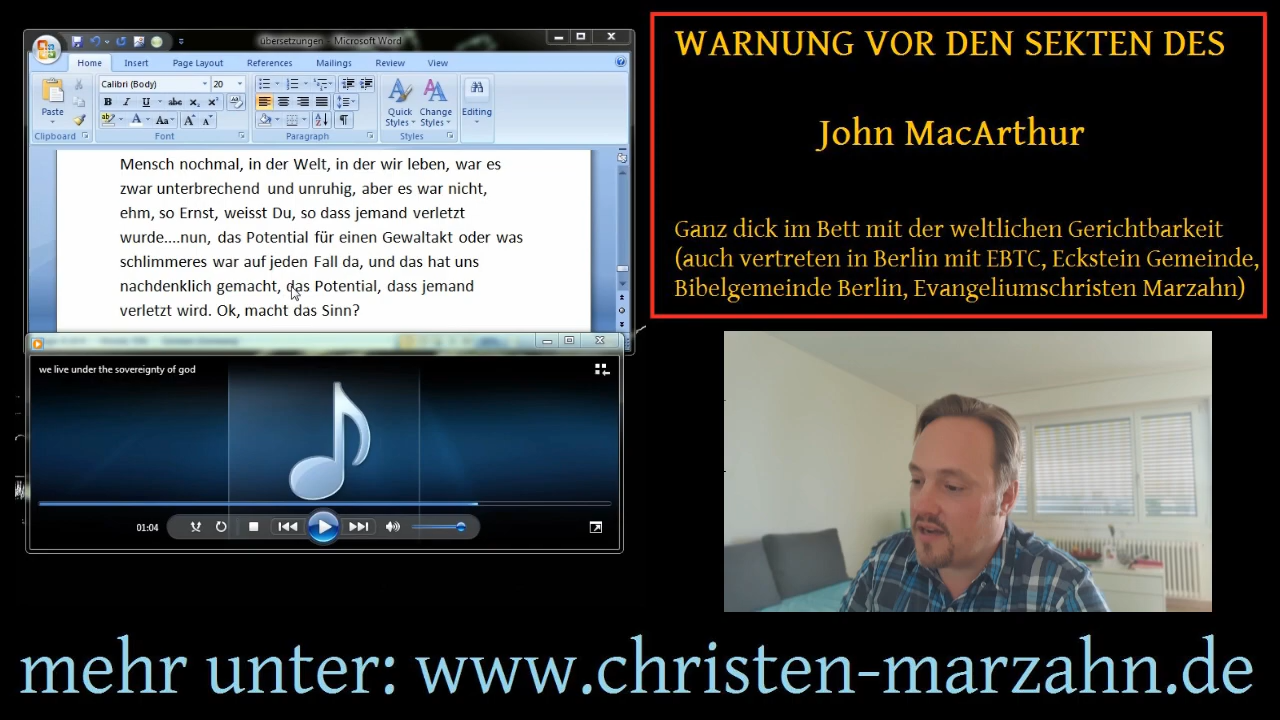 übersetzungen - Microsoft Word
Home Insert Page Layout References Mailings Review View
Calibri (Body) 20
Paste
Quick Styles
Change Styles
Editing
Clipboard Font Paragraph Styles
Mensch nochmal, in der Welt, in der wir leben, war es
zwar unterbrechend und unruhig, aber es war nicht,
ehm, so Ernst, weisst Du, so dass jemand verletzt
wurde....nun, das Potential für einen Gewaltakt oder was
schlimmeres war auf jeden Fall da, und das hat uns
nachdenklich gemacht, das Potential, dass jemand
verletzt wird. Ok, macht das Sinn?
we live under the sovereignty of god
01:04
WARNUNG VOR DEN SEKTEN DES
John MacArthur
Ganz dick im Bett mit der weltlichen Gerichtbarkeit
(auch vertreten in Berlin mit EBTC, Eckstein Gemeinde,
Bibelgemeinde Berlin, Evangeliumschristen Marzahn)
mehr unter: www.christen-marzahn.de